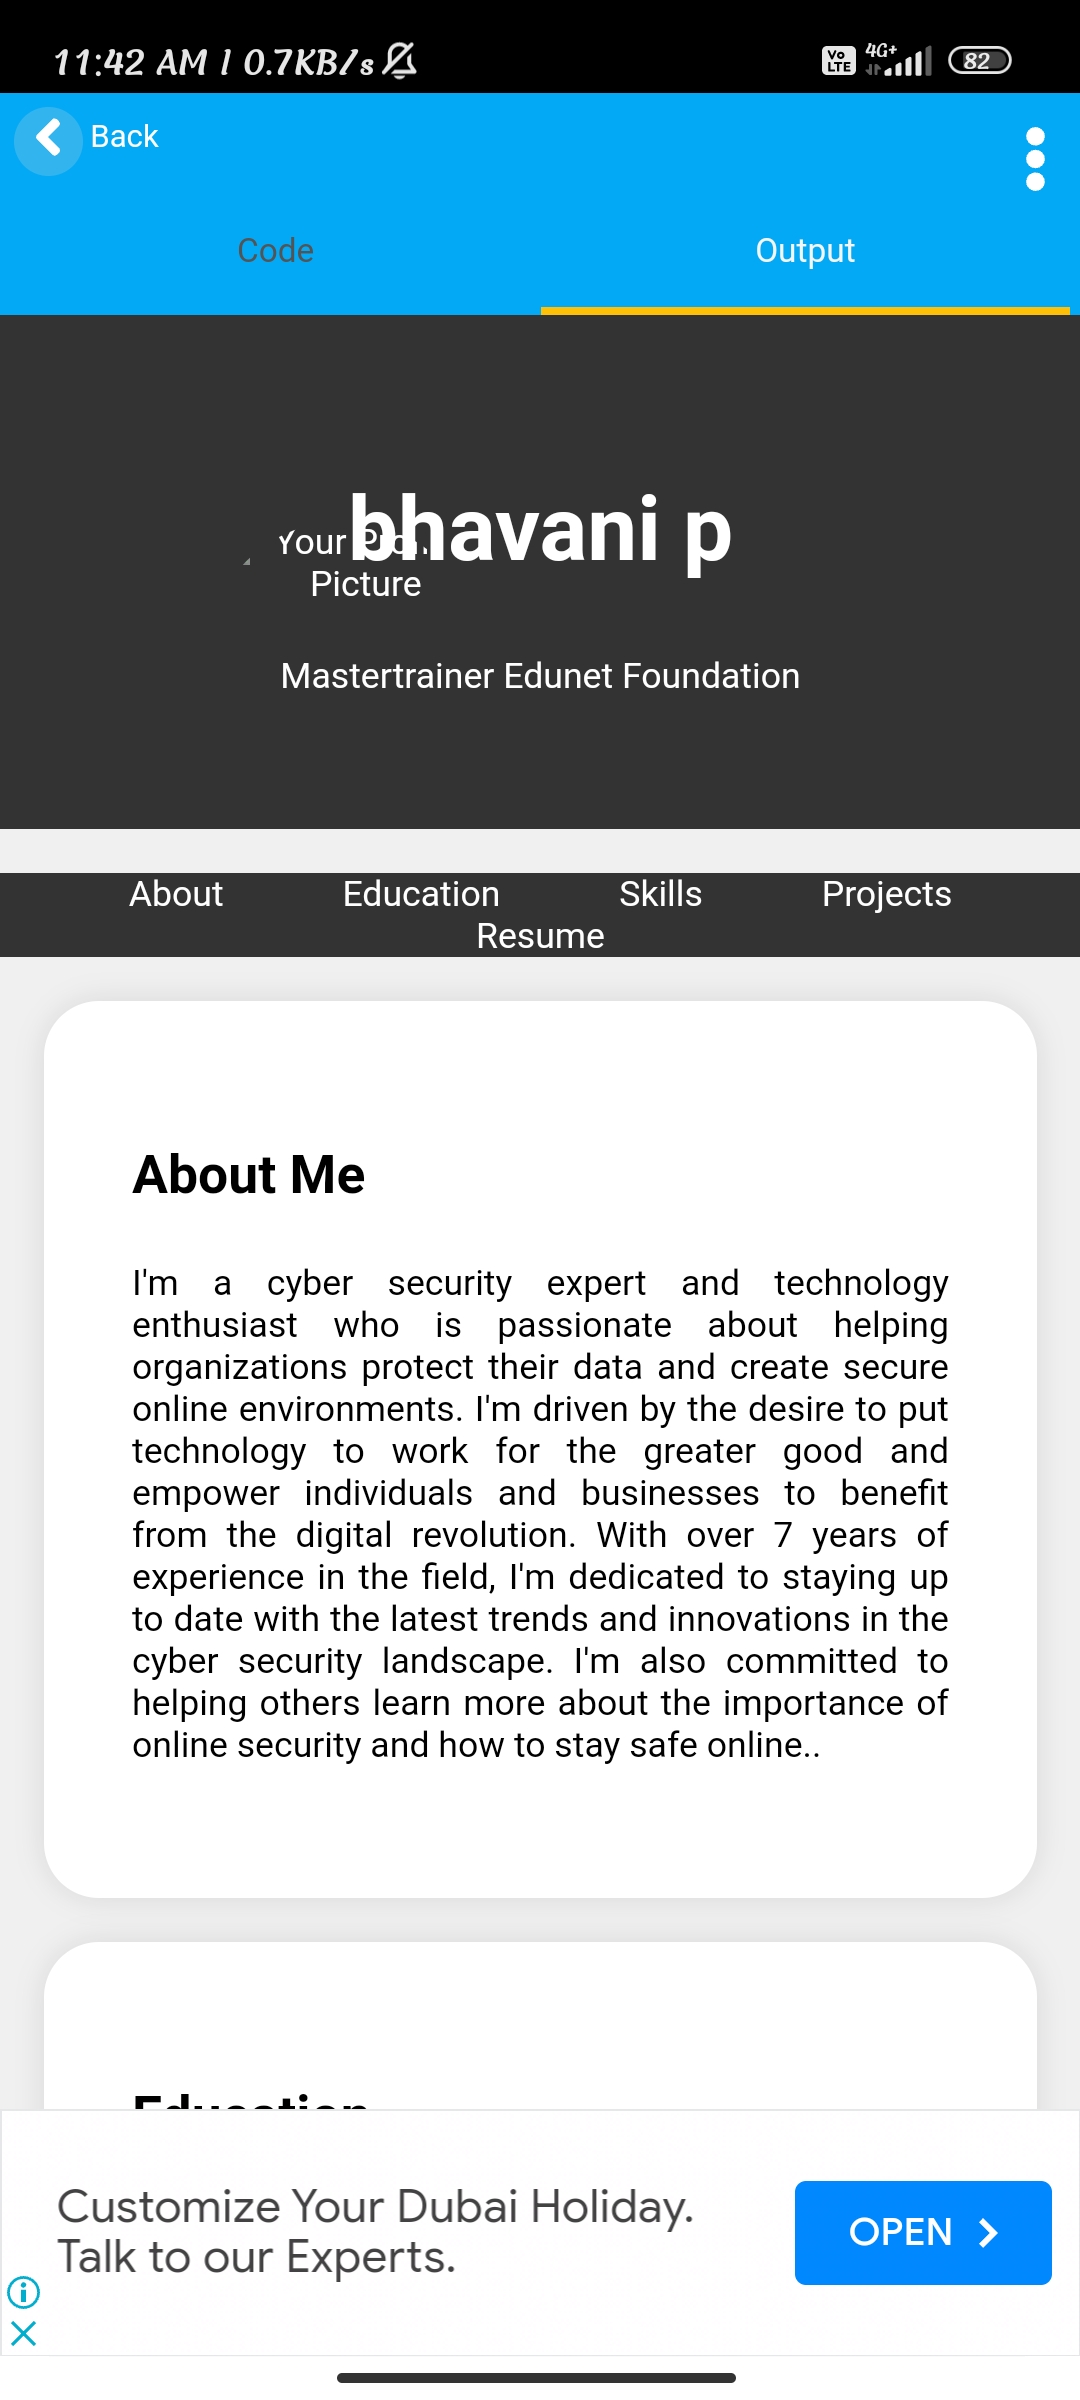 11:42 AM | 0.7KB/s
Vo LTE 4G+ 82
Back
Code Output
bhavani p
Your
Picture
Mastertrainer Edunet Foundation
About Education Skills Projects
Resume
About Me
I'm a cyber security expert and technology
enthusiast who is passionate about helping
organizations protect their data and create secure
online environments. I'm driven by the desire to put
technology to work for the greater good and
empower individuals and businesses to benefit
from the digital revolution. With over 7 years of
experience in the field, I'm dedicated to staying up
to date with the latest trends and innovations in the
cyber security landscape. I'm also committed to
helping others learn more about the importance of
online security and how to stay safe online..
Education
Customize Your Dubai Holiday.
Talk to our Experts.
OPEN